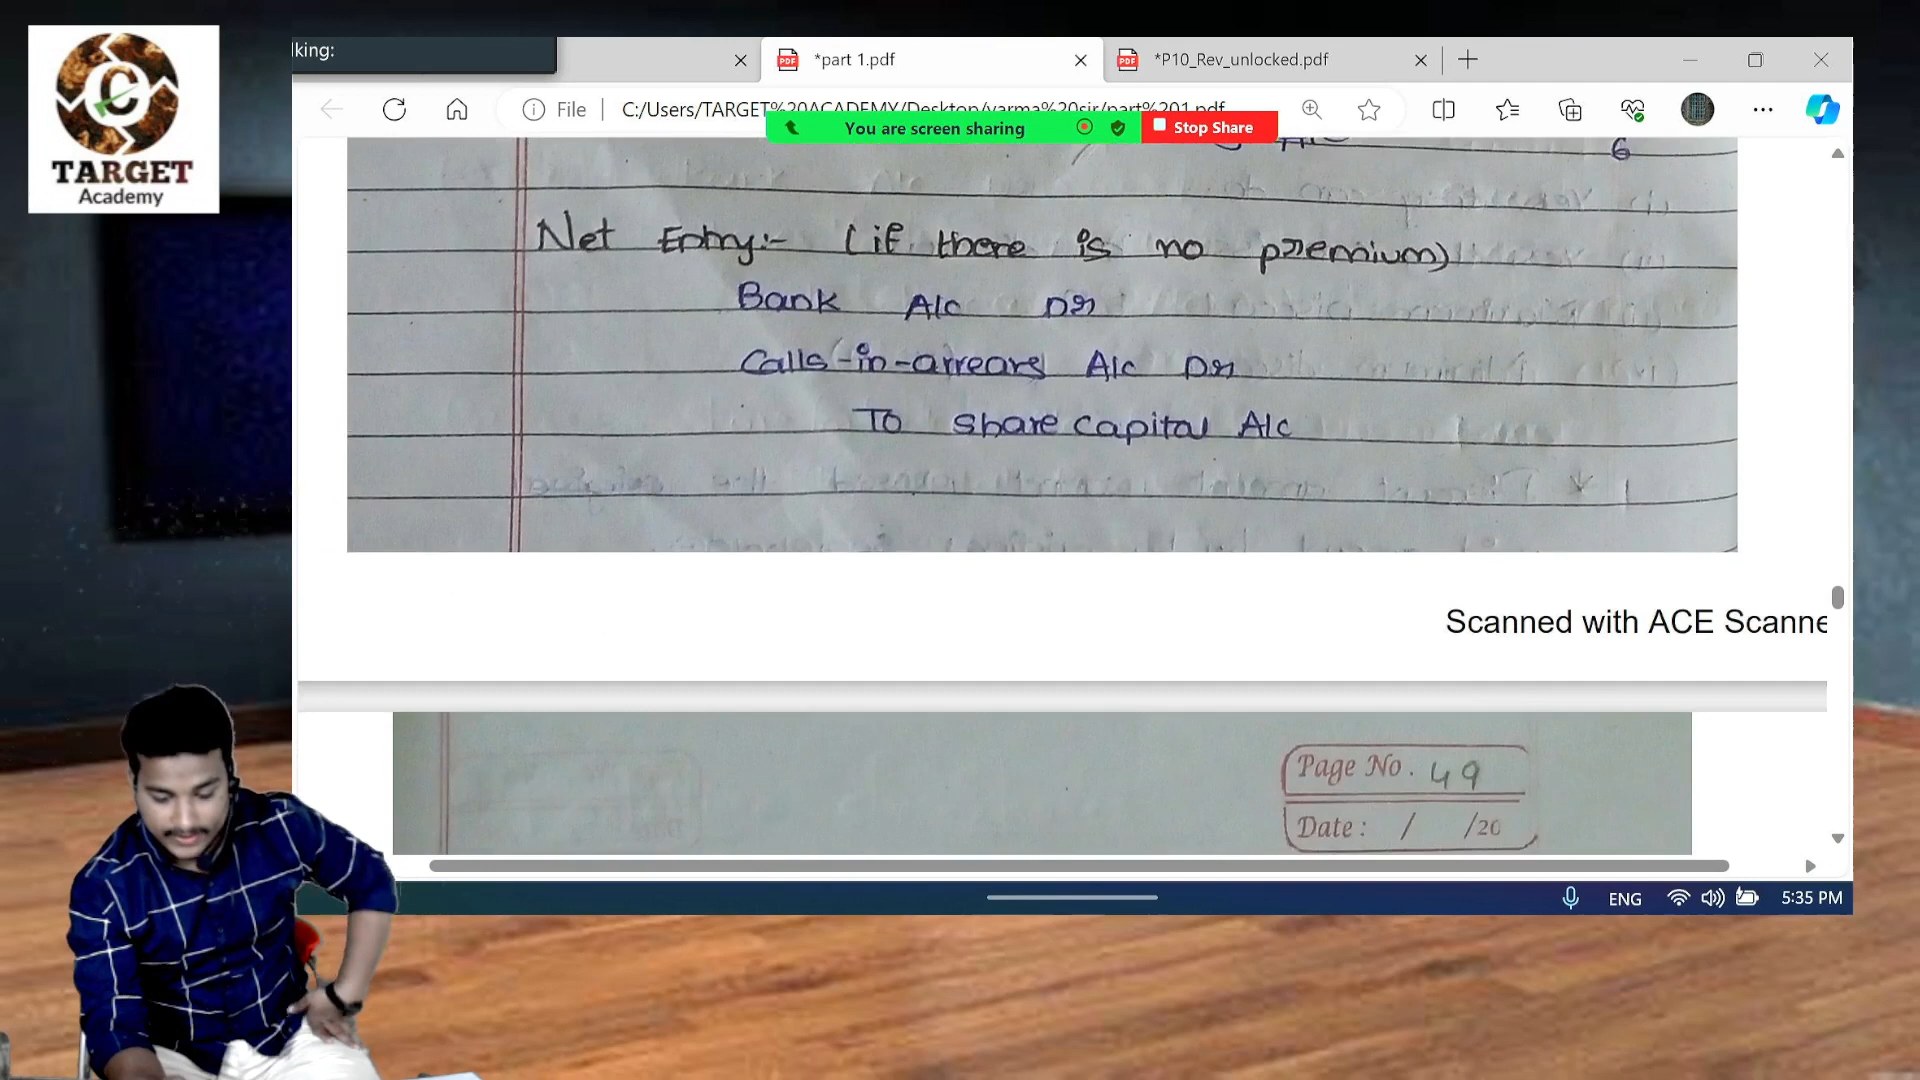 TARGET
Academy
lking:
*part 1.pdf
*P10_Rev_unlocked.pdf
File
C:/Users/TARGET%20ACADEMY/Desktop/varma%20sir/part%201.pdf
You are screen sharing
Stop Share
6
Net Entry:- (if there is no premium)
Bank A/c Dr
Calls-in-arrears A/c Dr
To share capital A/c
Scanned with ACE Scanne
Page No. 49
Date: / /20
ENG
5:35 PM